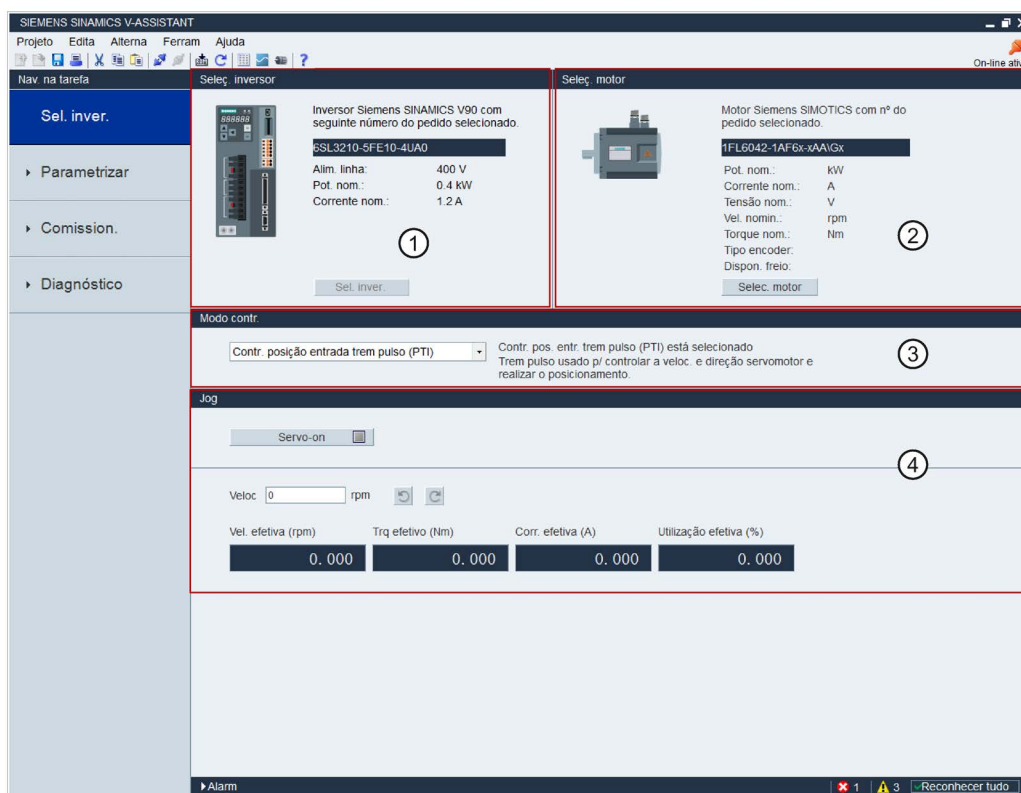 SIEMENS SINAMICS V-ASSISTANT
Projeto Edita Alterna Ferram Ajuda
On-line ativ
Nav. na tarefa
Sel. inver.
Parametrizar
Comission.
Diagnóstico
Seleç. inversor
Inversor Siemens SINAMICS V90 com
seguinte número do pedido selecionado.
6SL3210-5FE10-4UA0
Alim. linha: 400 V
Pot. nom.: 0.4 kW
Corrente nom.: 1.2 A
1
Sel. inver.
Seleç. motor
Motor Siemens SIMOTICS com nº do
pedido selecionado.
1FL6042-1AF6x-xAA\Gx
Pot. nom.: kW
Corrente nom.: A
Tensão nom.: V
Vel. nomin.: rpm
Torque nom.: Nm
Tipo encoder:
Dispon. freio:
2
Selec. motor
Modo contr.
Contr. posição entrada trem pulso (PTI)
Contr. pos. entr. trem pulso (PTI) está selecionado
Trem pulso usado p/ controlar a veloc. e direção servomotor e
realizar o posicionamento.
3
Jog
Servo-on
4
Veloc 0 rpm
Vel. efetiva (rpm) Trq efetivo (Nm) Corr. efetiva (A) Utilização efetiva (%)
0. 000 0. 000 0. 000 0. 000
Alarm
1 3 Reconhecer tudo